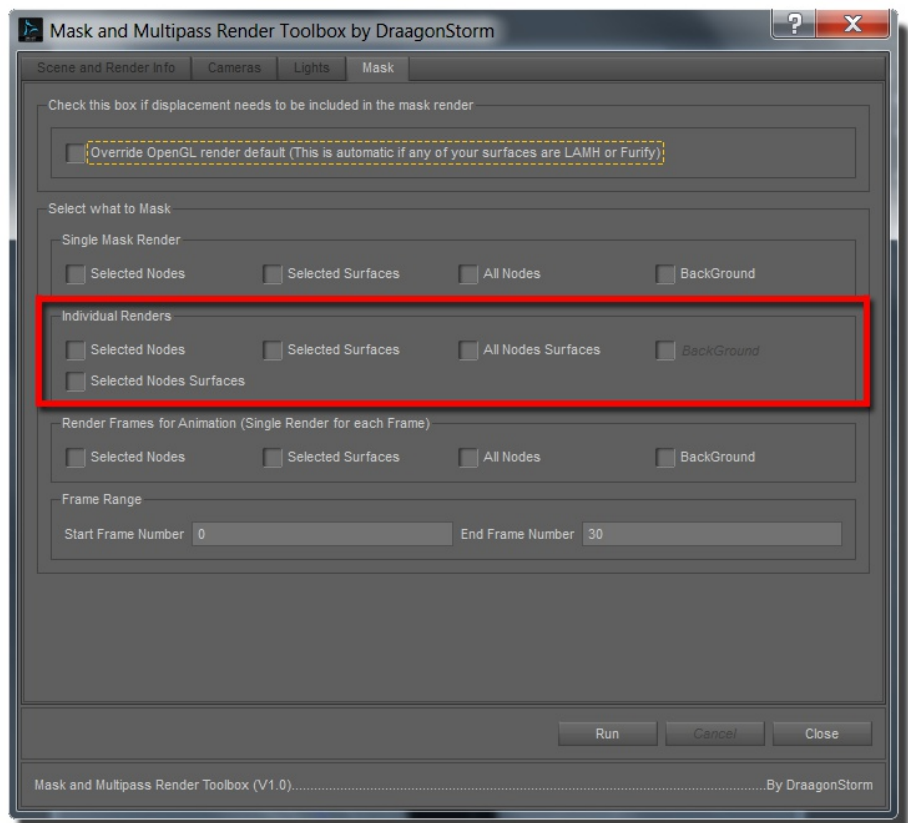 Mask and Multipass Render Toolbox by DraagonStorm ? X
Scene and Render Info Cameras Lights Mask
Check this box if displacement needs to be included in the mask render
Override OpenGL render default (This is automatic if any of your surfaces are LAMH or Furify)
Select what to Mask
Single Mask Render
Selected Nodes Selected Surfaces All Nodes BackGround
Individual Renders
Selected Nodes Selected Surfaces All Nodes Surfaces BackGround
Selected Nodes Surfaces
Render Frames for Animation (Single Render for each Frame)
Selected Nodes Selected Surfaces All Nodes BackGround
Frame Range
Start Frame Number 0 End Frame Number 30
Run Cancel Close
Mask and Multipass Render Toolbox (V1.0)..........................................................................................................................................By DraagonStorm